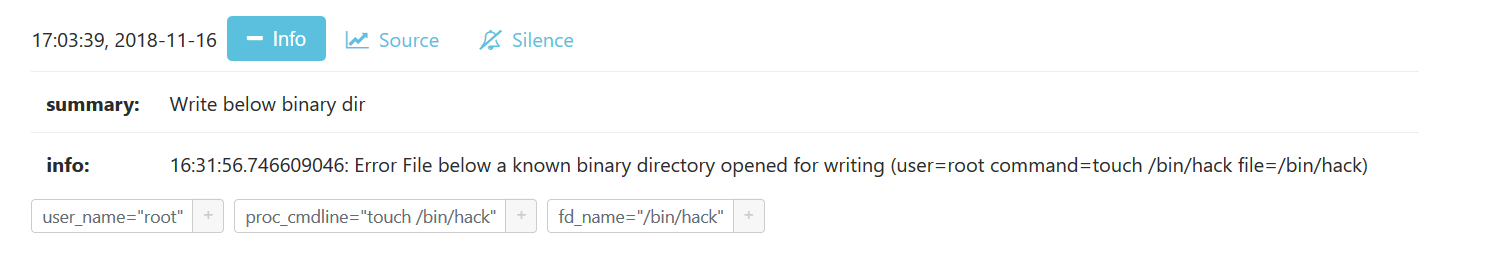 17:03:39, 2018-11-16 Info Source Silence
summary: Write below binary dir
info: 16:31:56.746609046: Error File below a known binary directory opened for writing (user=root command=touch /bin/hack file=/bin/hack)
user_name="root" + proc_cmdline="touch /bin/hack" + fd_name="/bin/hack" +